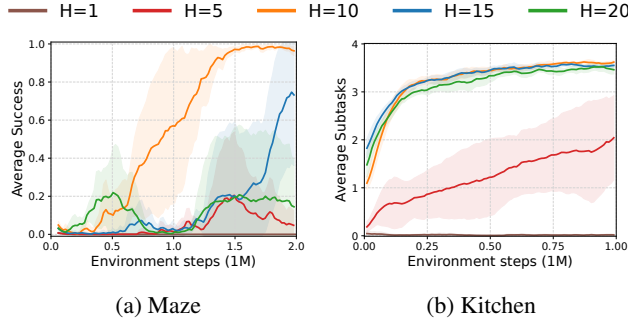 H=1 H=5 H=10 H=15 H=20
Average Success
1.0
0.8
0.6
0.4
0.2
0.0
0.0 0.5 1.0 1.5 2.0
Environment steps (1M)
(a) Maze
Average Subtasks
4
3
2
1
0
0.00 0.25 0.50 0.75 1.00
Environment steps (1M)
(b) Kitchen